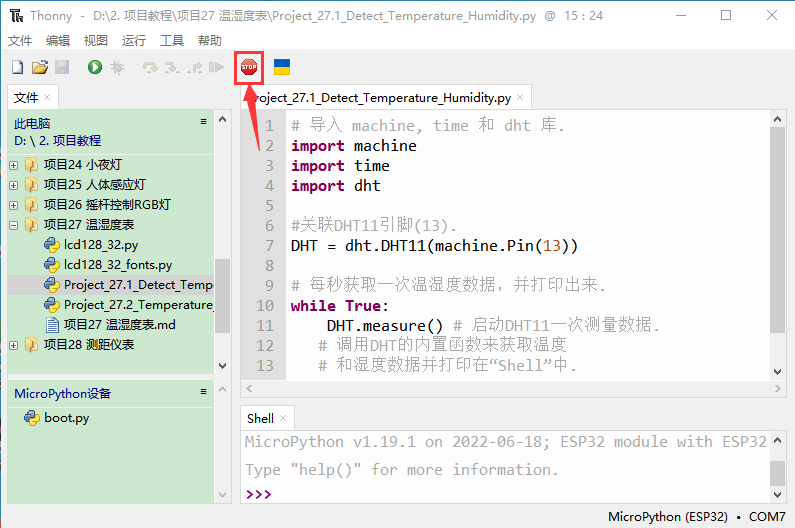 Thonny - D:\2. 项目教程\项目27 温湿度表\Project_27.1_Detect_Temperature_Humidity.py @ 15 : 24
文件 编辑 视图 运行 工具 帮助
STOP
文件 ×
roject_27.1_Detect_Temperature_Humidity.py ×
此电脑
D: \ 2. 项目教程
项目24 小夜灯
项目25 人体感应灯
项目26 摇杆控制RGB灯
项目27 温湿度表
lcd128_32.py
lcd128_32_fonts.py
Project_27.1_Detect_Temp
Project_27.2_Temperature_
项目27 温湿度表.md
项目28 测距仪表
MicroPython设备
boot.py
1 # 导入 machine, time 和 dht 库.
2 import machine
3 import time
4 import dht
5
6 #关联DHT11引脚(13).
7 DHT = dht.DHT11(machine.Pin(13))
8
9 # 每秒获取一次温湿度数据，并打印出来.
10 while True:
11 DHT.measure() # 启动DHT11一次测量数据.
12 # 调用DHT的内置函数来获取温度
13 # 和湿度数据并打印在“Shell”中.
Shell ×
MicroPython v1.19.1 on 2022-06-18; ESP32 module with ESP32
Type "help()" for more information.
>>>
MicroPython (ESP32) • COM7